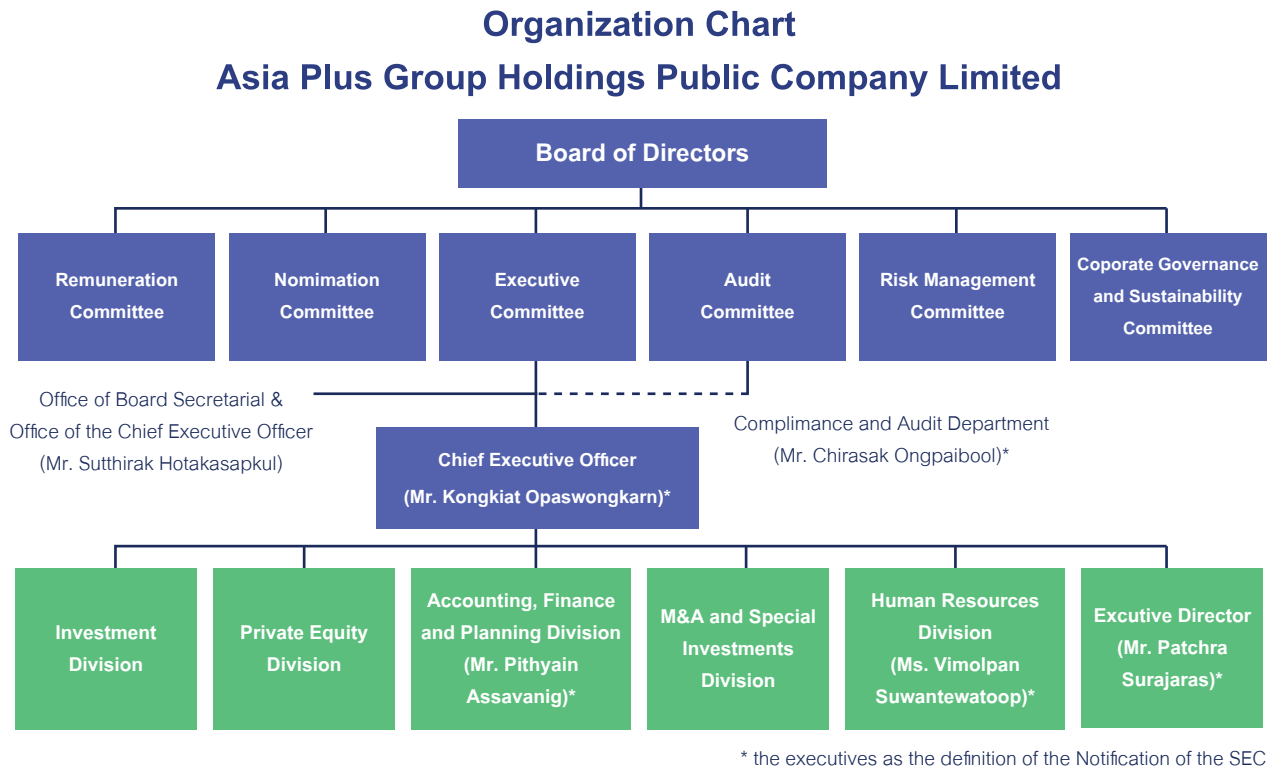 Organization Chart
Asia Plus Group Holdings Public Company Limited
Board of Directors
Remuneration
Committee
Nomimation
Committee
Executive
Committee
Audit
Committee
Risk Management
Committee
Coporate Governance
and Sustainability
Committee
Office of Board Secretarial &
Office of the Chief Executive Officer
(Mr. Sutthirak Hotakasapkul)
Complimance and Audit Department
(Mr. Chirasak Ongpaibool)*
Chief Executive Officer
(Mr. Kongkiat Opaswongkarn)*
Investment
Division
Private Equity
Division
Accounting, Finance
and Planning Division
(Mr. Pithyain
Assavanig)*
M&A and Special
Investments
Division
Human Resources
Division
(Ms. Vimolpan
Suwantewatoop)*
Excutive Director
(Mr. Patchra
Surajaras)*
* the executives as the definition of the Notification of the SEC